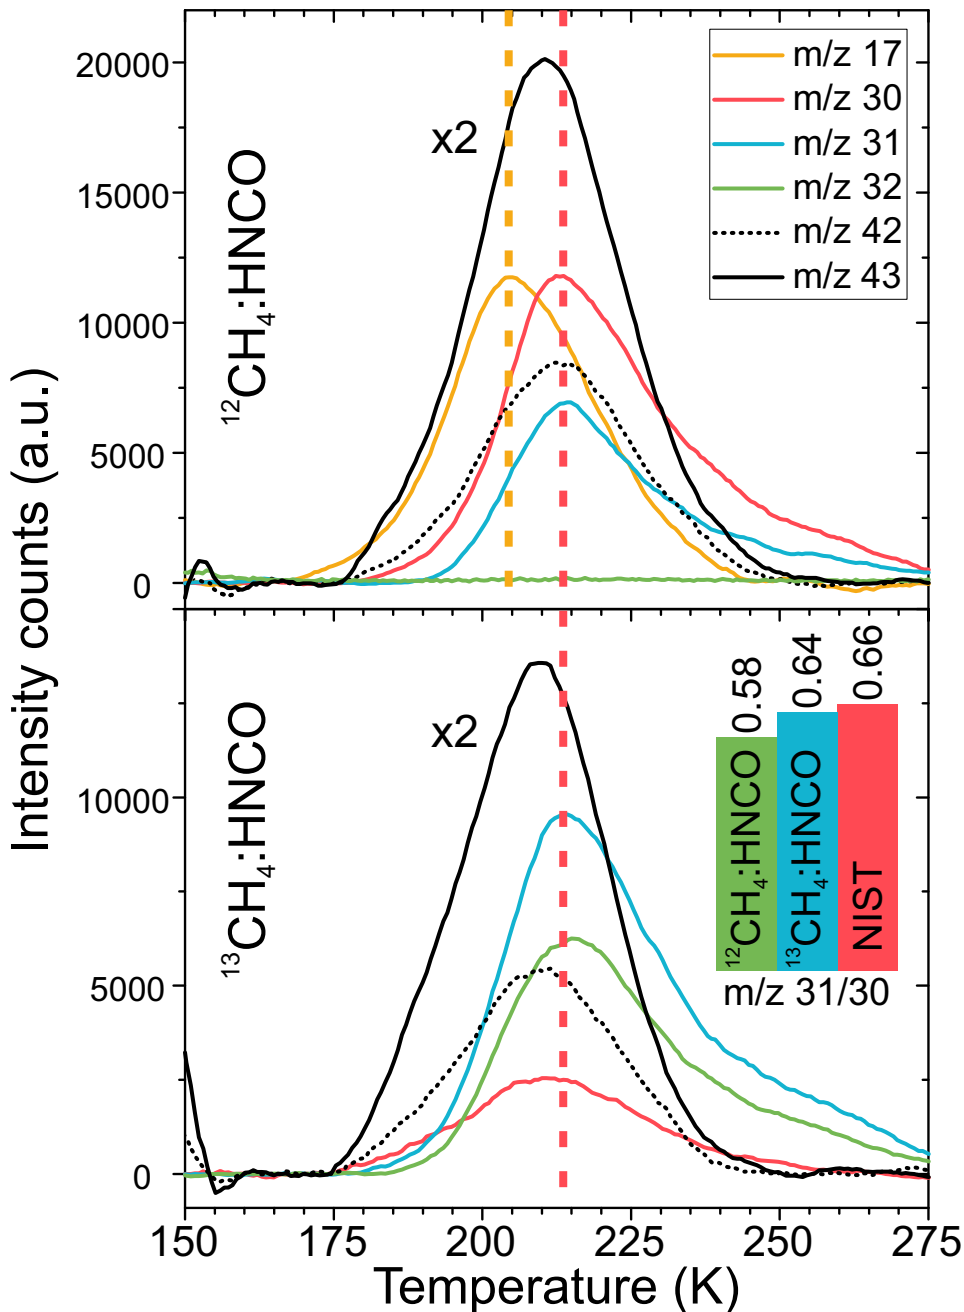 20000
15000
10000
5000
0
x2
¹²CH₄:HNCO
m/z 17
m/z 30
m/z 31
m/z 32
m/z 42
m/z 43
Intensity counts (a.u.)
10000
5000
0
x2
¹³CH₄:HNCO
0.58
0.64
0.66
¹²CH₄:HNCO
¹³CH₄:HNCO
NIST
m/z 31/30
150 175 200 225 250 275
Temperature (K)